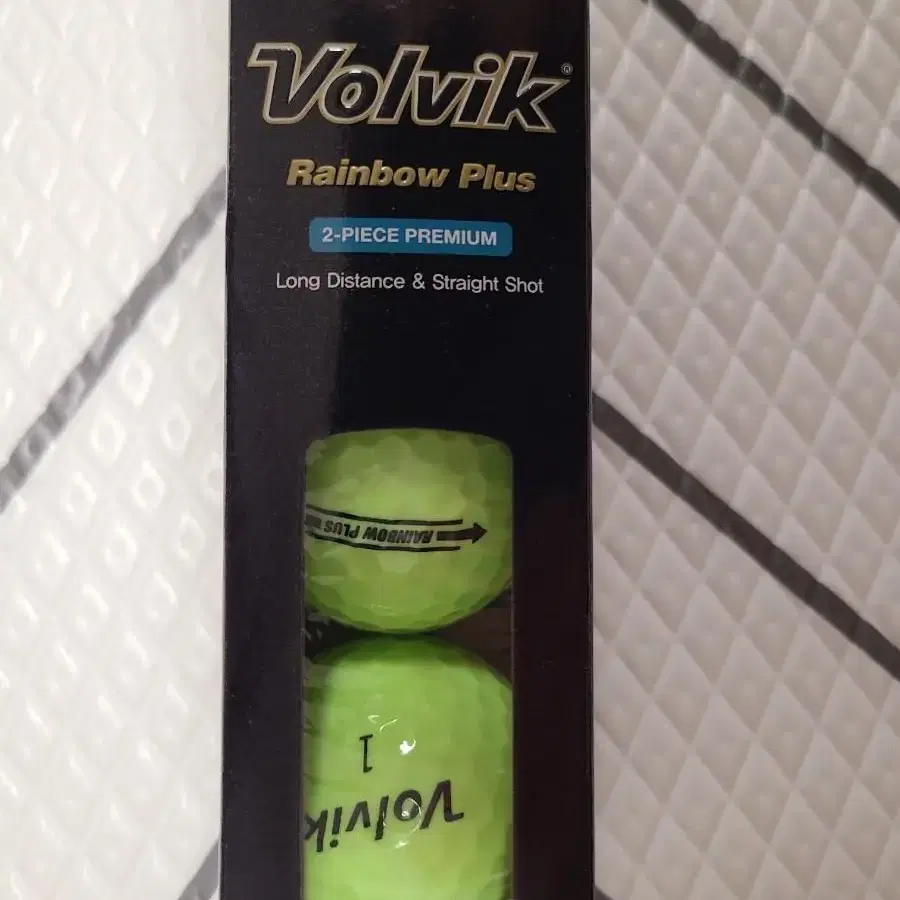 Volvik®
Rainbow Plus
2-PIECE PREMIUM
Long Distance & Straight Shot
RAINBOW PLUS
1
Volvik